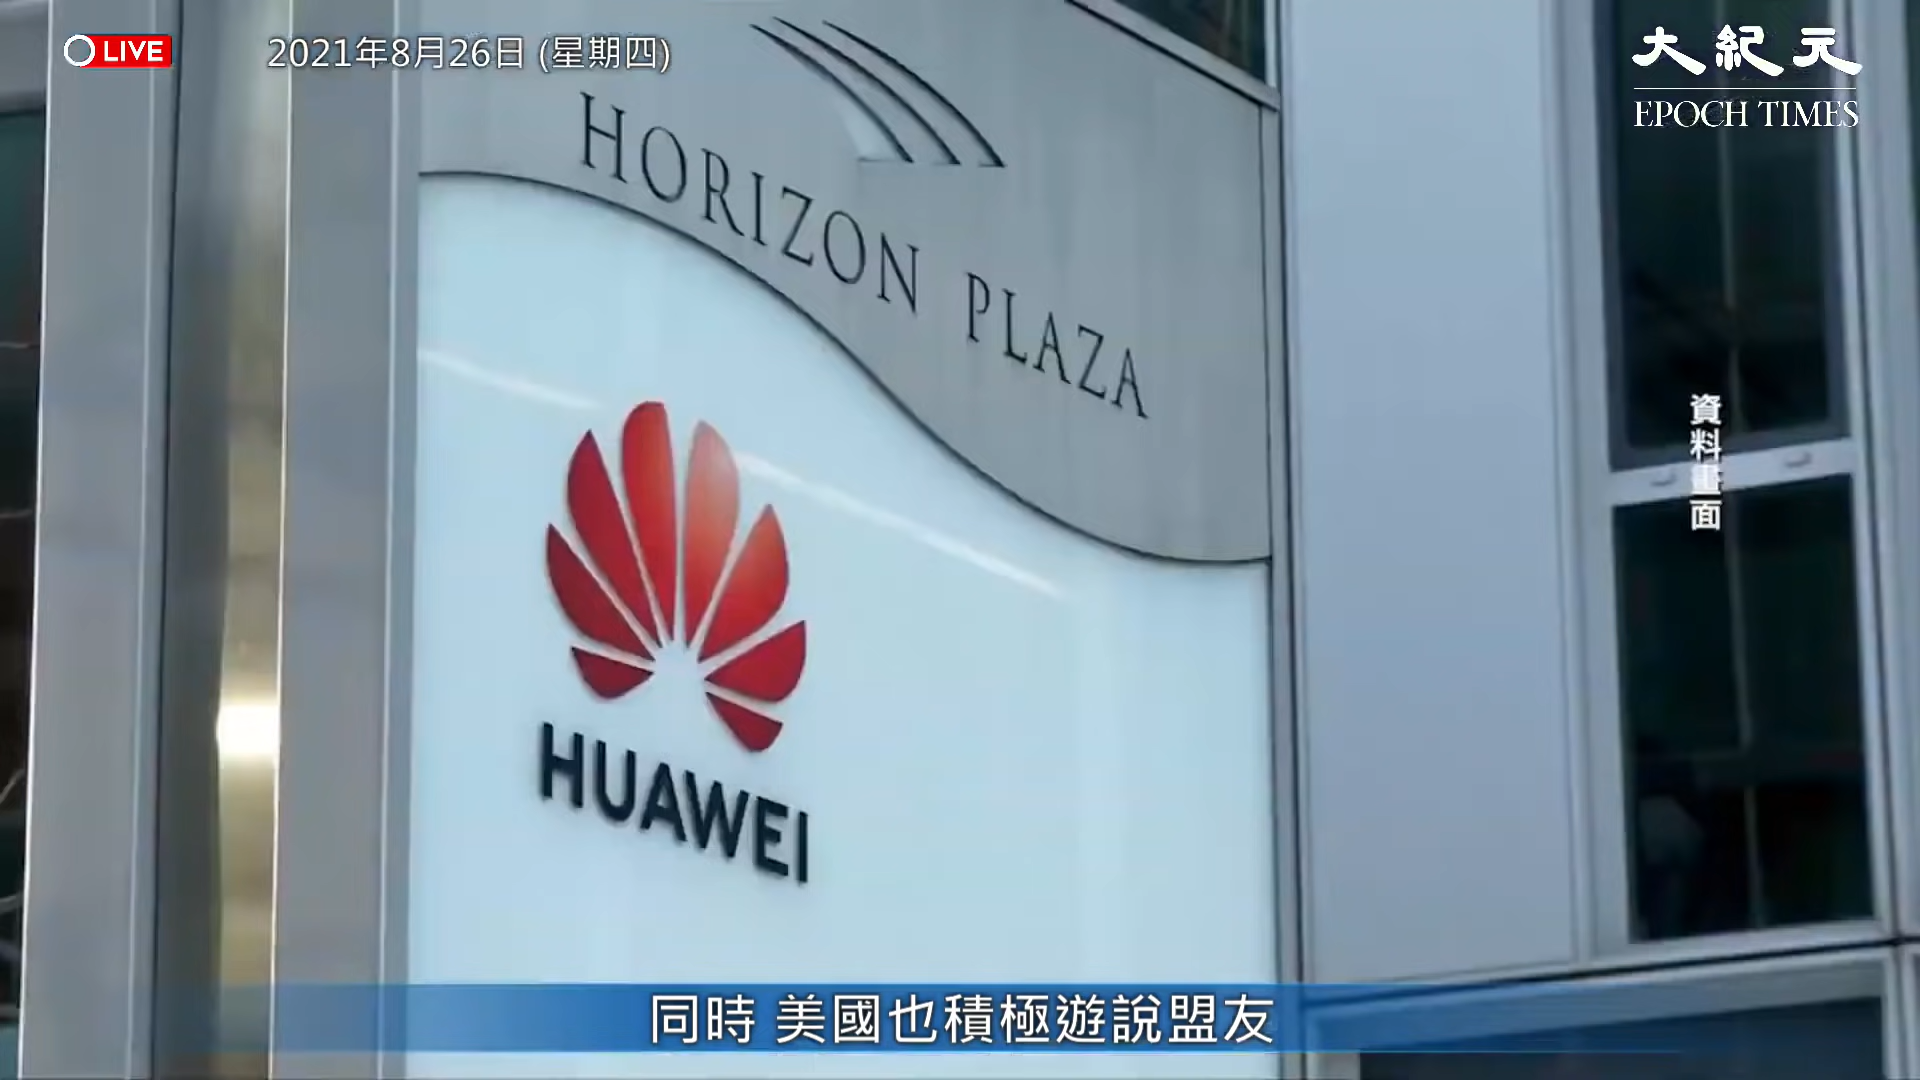 LIVE
2021年8月26日 (星期四)
大紀元
EPOCH TIMES
HORIZON PLAZA
資料畫面
HUAWEI
同時 美國也積極遊說盟友